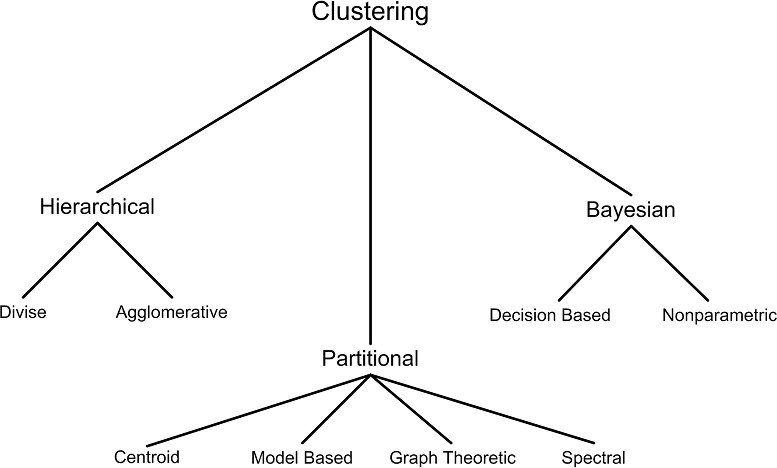 Clustering
Hierarchical
Bayesian
Divise
Agglomerative
Decision Based
Nonparametric
Partitional
Centroid
Model Based
Graph Theoretic
Spectral